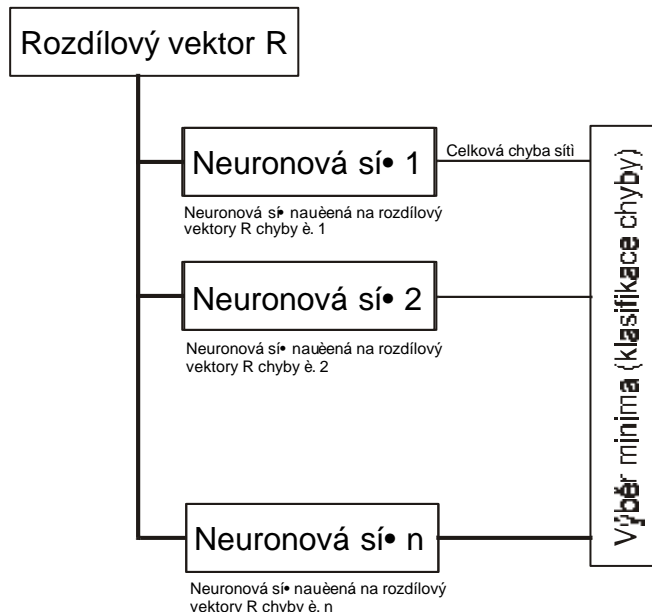 Rozdílový vektor R
Neuronová sí• 1
Celková chyba sítì
Neuronová sí• nauèená na rozdílový
vektory R chyby è. 1
Neuronová sí• 2
Neuronová sí• nauèená na rozdílový
vektory R chyby è. 2
Neuronová sí• n
Neuronová sí• nauèená na rozdílový
vektory R chyby è. n
Výběr minima (klasifikace chyby)